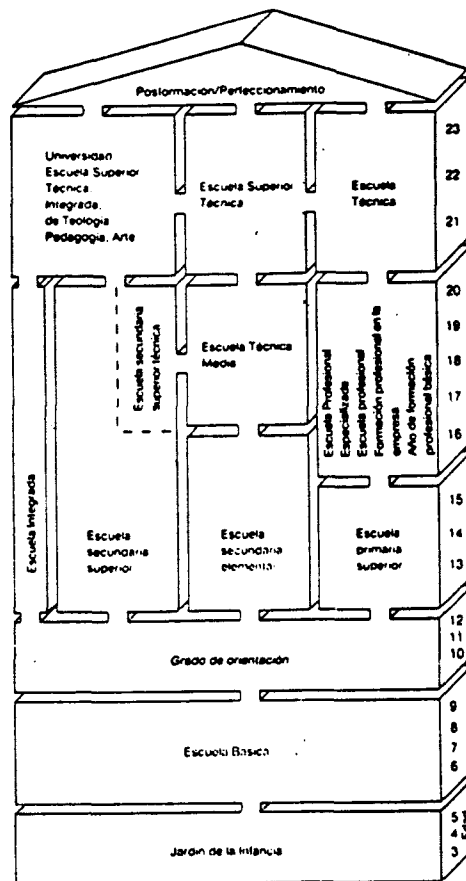 Posformación/Perfeccionamiento
23
22
21
Universidad
Escuela Superior
Técnica
Integrada,
de Teología
Pedagogía, Arte
Escuela Superior
Técnica
Escuela
Técnica
20
19
18
17
16
Escuela secundaria
superior técnica
Escuela Técnica
Media
Escuela Profesional
Especializada
Escuela profesional
Formación profesional en la
empresa
Año de formación
profesional básica
15
14
13
Escuela Integrada
Escuela
secundaria
superior
Escuela
secundaria
elemental
Escuela
primaria
superior
12
11
10
Grado de orientación
9
8
7
6
Escuela Básica
5
4
3
Edad
Jardín de la Infancia